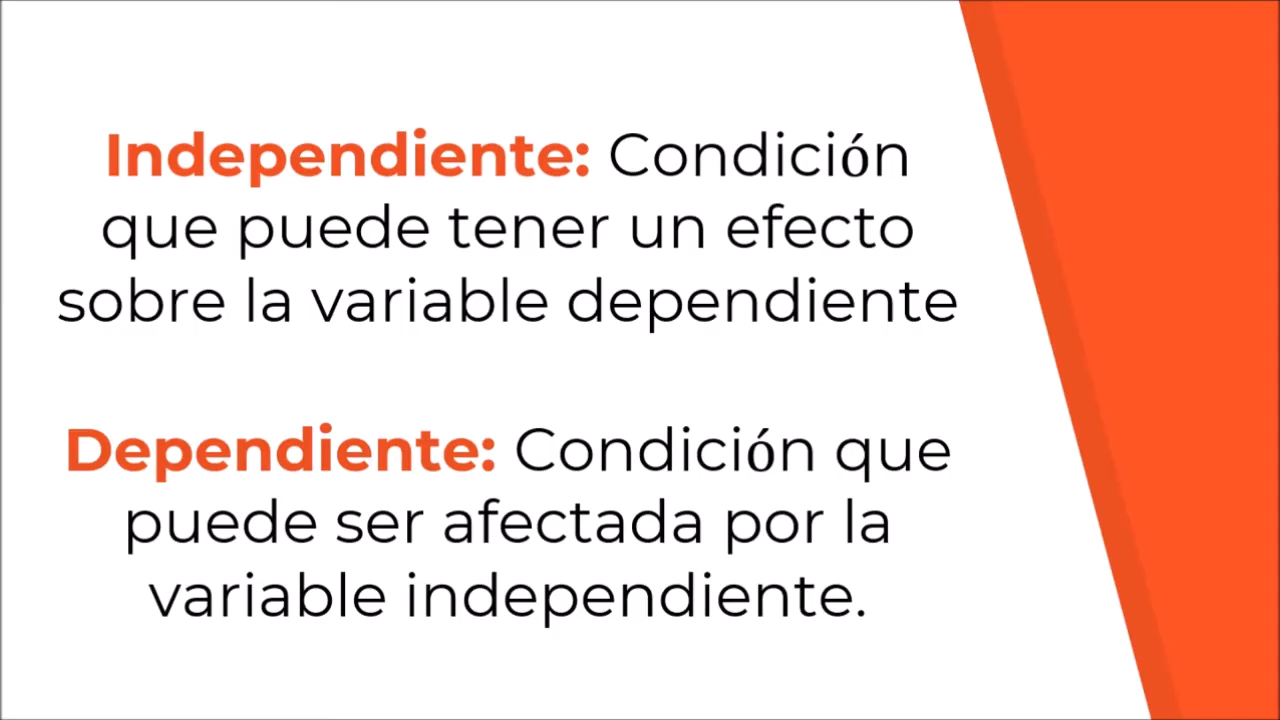 Independiente: Condición
que puede tener un efecto
sobre la variable dependiente
Dependiente: Condición que
puede ser afectada por la
variable independiente.